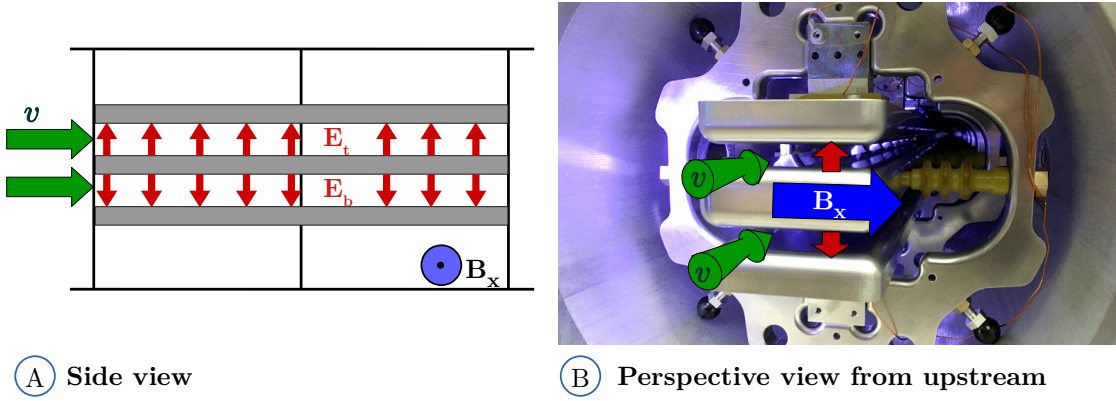 v
E_t
E_b
B_x
v
B_x
v
A Side view
B Perspective view from upstream